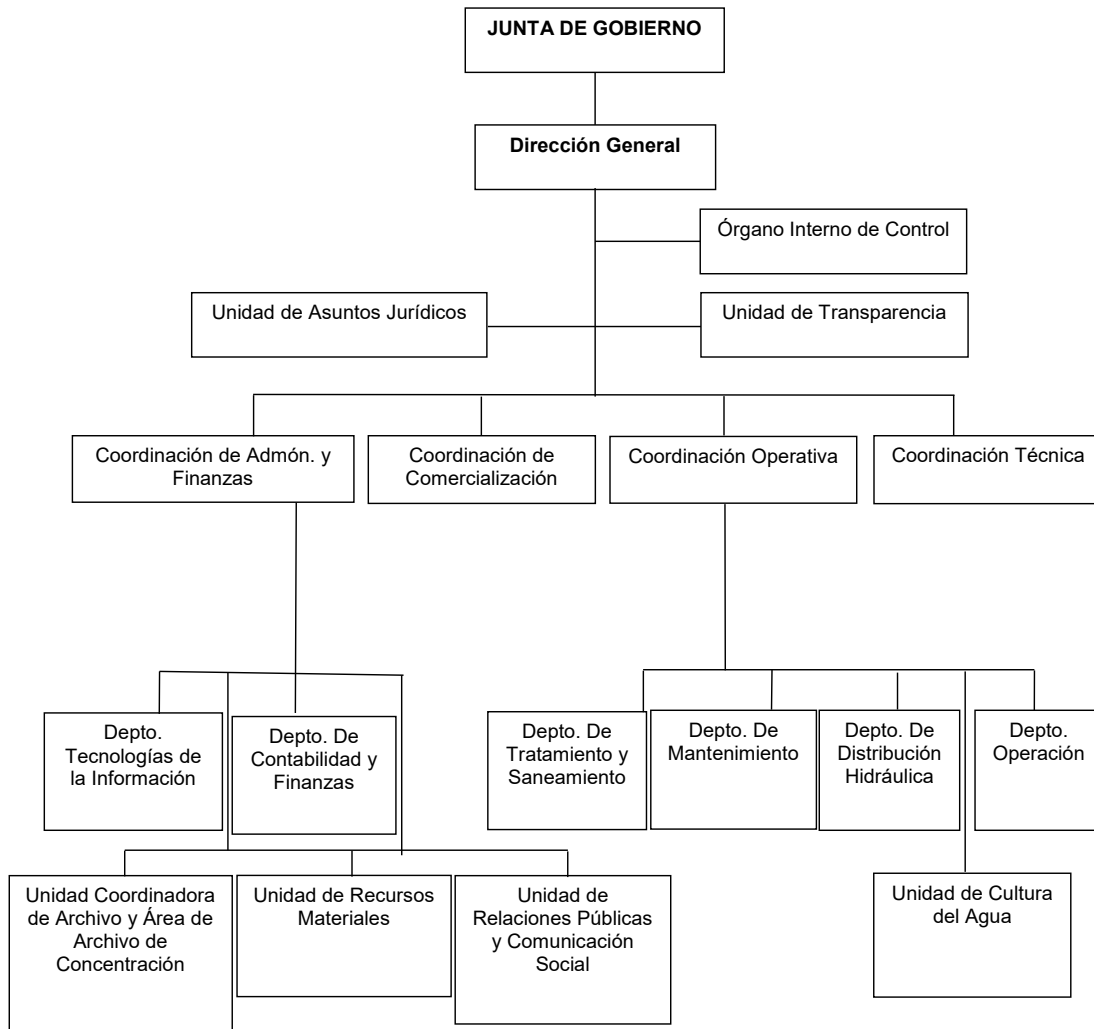 JUNTA DE GOBIERNO
Dirección General
Órgano Interno de Control
Unidad de Asuntos Jurídicos
Unidad de Transparencia
Coordinación de Admón. y
Finanzas
Coordinación de
Comercialización
Coordinación Operativa
Coordinación Técnica
Depto.
Tecnologías de
la Información
Depto. De
Contabilidad y
Finanzas
Depto. De
Tratamiento y
Saneamiento
Depto. De
Mantenimiento
Depto. De
Distribución
Hidráulica
Depto.
Operación
Unidad Coordinadora
de Archivo y Área de
Archivo de
Concentración
Unidad de Recursos
Materiales
Unidad de
Relaciones Públicas
y Comunicación
Social
Unidad de Cultura
del Agua